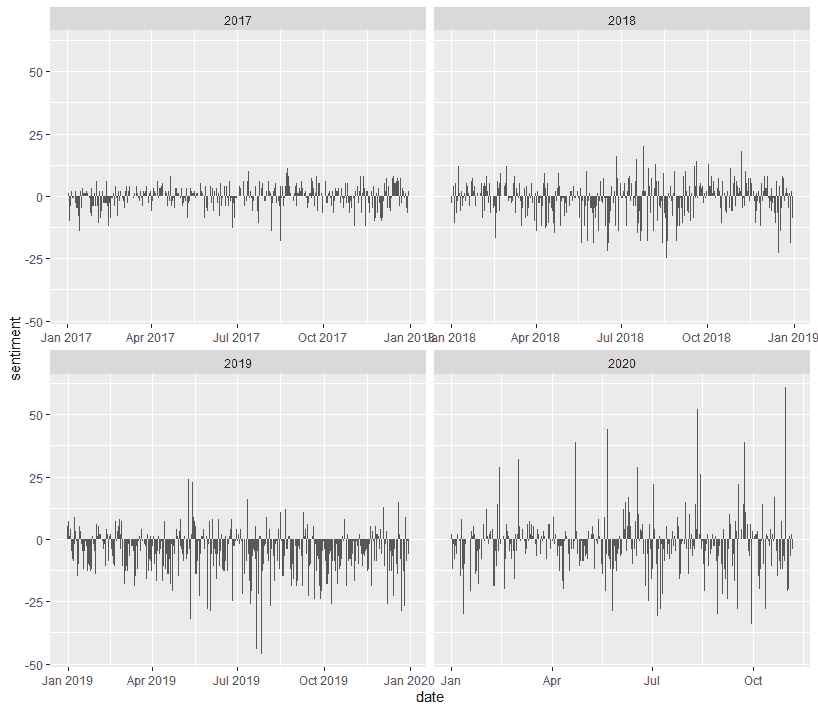 2017
2018
50
25
0
-25
-50
Jan 2017
Apr 2017
Jul 2017
Oct 2017
Jan 2018
Jan 2018
Apr 2018
Jul 2018
Oct 2018
Jan 2019
sentiment
2019
2020
50
25
0
-25
-50
Jan 2019
Apr 2019
Jul 2019
Oct 2019
Jan 2020
Jan
Apr
Jul
Oct
date